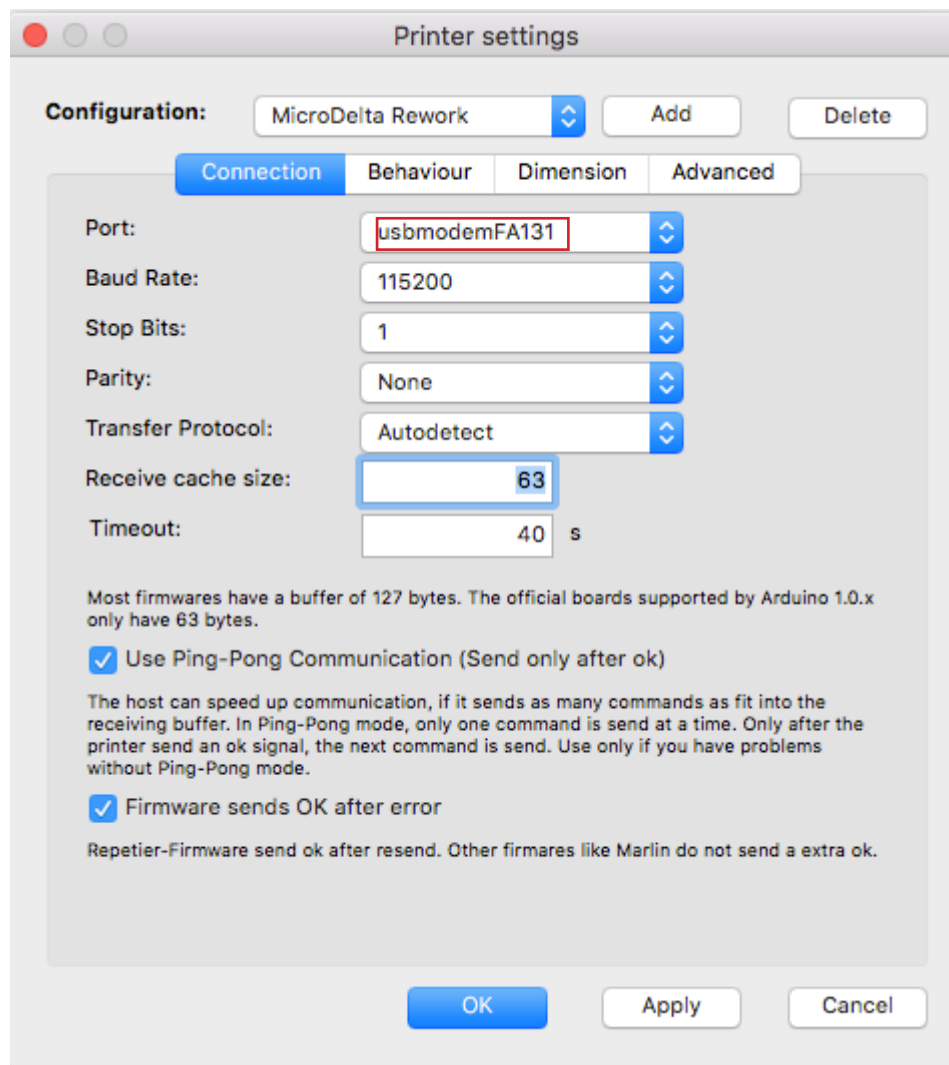 Printer settings
Configuration: MicroDelta Rework Add Delete
Connection Behaviour Dimension Advanced
Port: usbmodemFA131
Baud Rate: 115200
Stop Bits: 1
Parity: None
Transfer Protocol: Autodetect
Receive cache size: 63
Timeout: 40 s
Most firmwares have a buffer of 127 bytes. The official boards supported by Arduino 1.0.x
only have 63 bytes.
Use Ping-Pong Communication (Send only after ok)
The host can speed up communication, if it sends as many commands as fit into the
receiving buffer. In Ping-Pong mode, only one command is send at a time. Only after the
printer send an ok signal, the next command is send. Use only if you have problems
without Ping-Pong mode.
Firmware sends OK after error
Repetier-Firmware send ok after resend. Other firmares like Marlin do not send a extra ok.
OK Apply Cancel